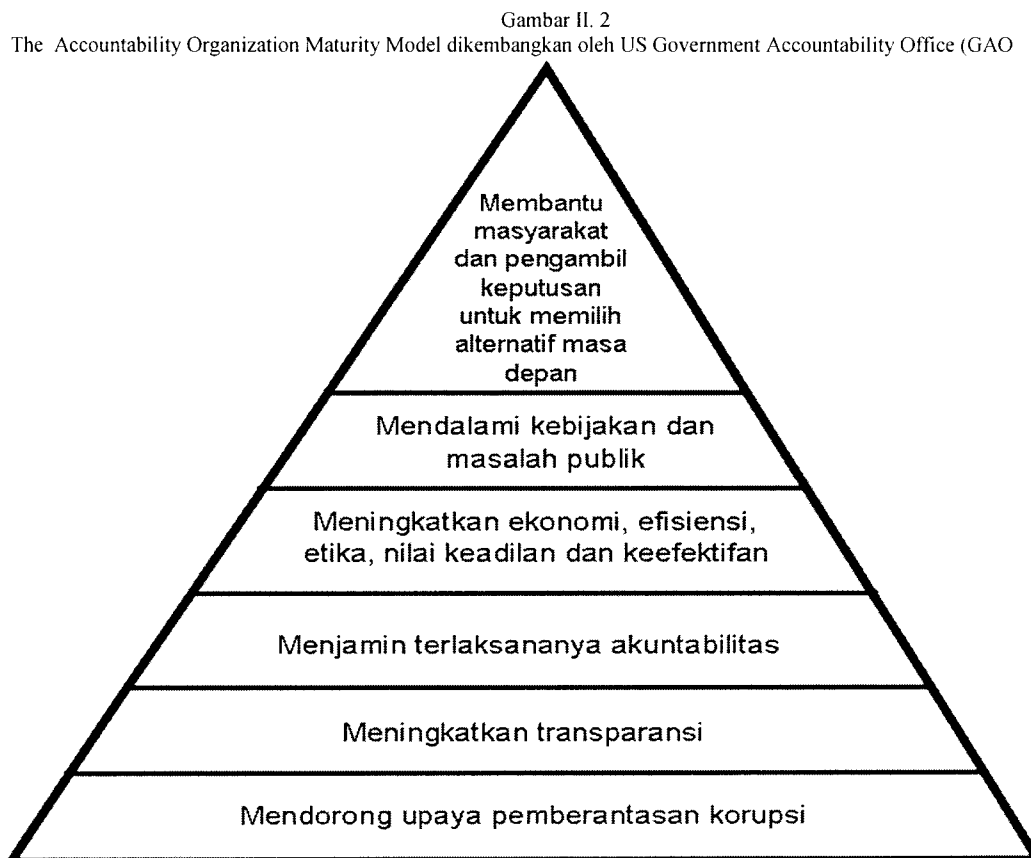 Gambar II. 2
The Accountability Organization Maturity Model dikembangkan oleh US Government Accountability Office (GAO
Membantu
masyarakat
dan pengambil
keputusan
untuk memilih
alternatif masa
depan
Mendalami kebijakan dan
masalah publik
Meningkatkan ekonomi, efisiensi,
etika, nilai keadilan dan keefektifan
Menjamin terlaksananya akuntabilitas
Meningkatkan transparansi
Mendorong upaya pemberantasan korupsi